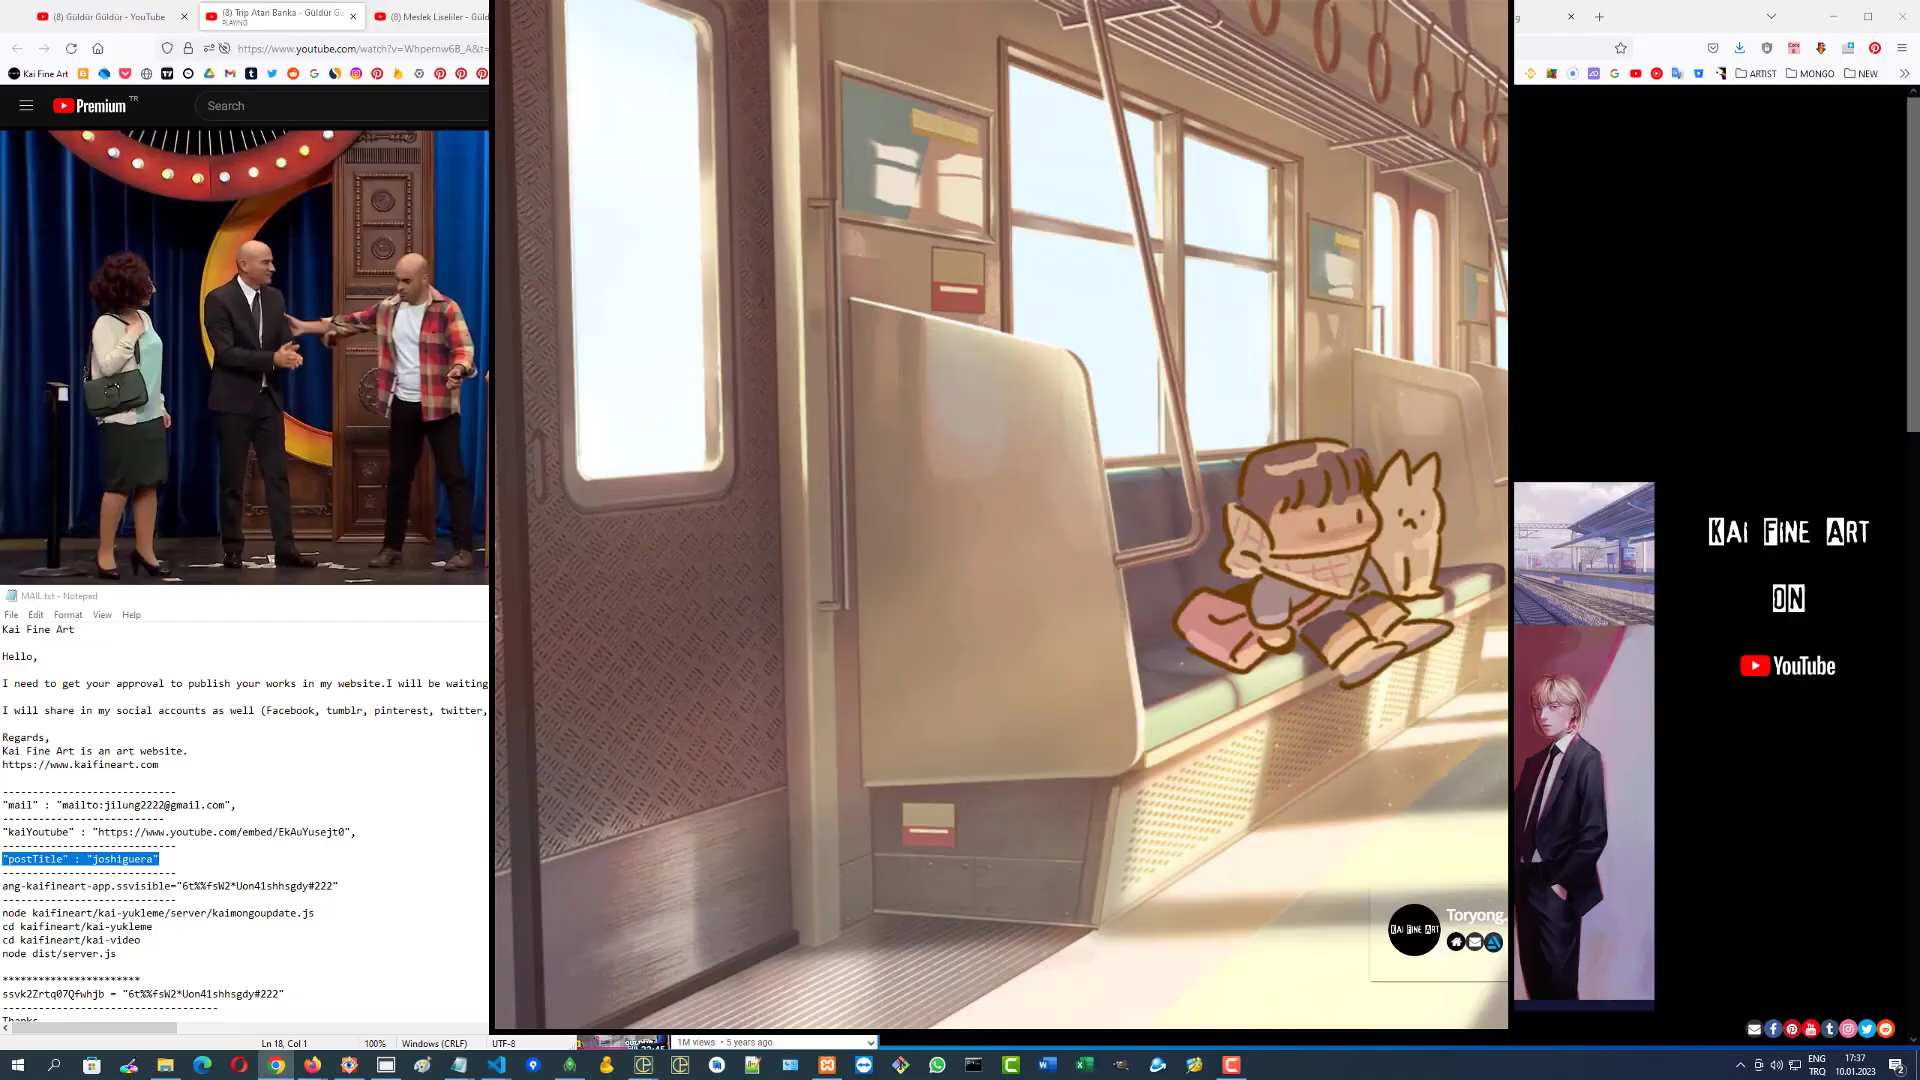 (8) Güldür Güldür - YouTube
(8) Trip Atan Banka - Güldür Gü
PLAYING
(8) Meslek Liseliler - Güld
https://www.youtube.com/watch?v=Whpernw6B_A&t=
Kai Fine Art
ARTIST
MONGO
NEW
Premium TR
Search
MAIL.txt - Notepad
File Edit Format View Help
Kai Fine Art
Hello,
I need to get your approval to publish your works in my website.I will be waiting
I will share in my social accounts as well (Facebook, tumblr, pinterest, twitter,
Regards,
Kai Fine Art is an art website.
https://www.kaifineart.com
--------------------------
"mail" : "mailto:jilung2222@gmail.com",
------------------------
"kaiYoutube" : "https://www.youtube.com/embed/EkAuYusejt0",
--------------------------
"postTitle" : "joshiguera"
--------------------------
ang-kaifineart-app.ssvisible="6t%%fsW2*Uon41shhsgdy#222"
--------------------------
node kaifineart/kai-yukleme/server/kaimongoupdate.js
cd kaifineart/kai-yukleme
cd kaifineart/kai-video
node dist/server.js
***********************
ssvk2Zrtq07Qfwhjb = "6t%%fsW2*Uon41shhsgdy#222"
--------------------------------
Thanks
Ln 18, Col 1
100%
Windows (CRLF)
UTF-8
1M views • 5 years ago
KAI FINE ART
Toryong.
KAI FINE ART
ON
YouTube
ENG
TRQ
17:37
10.01.2023